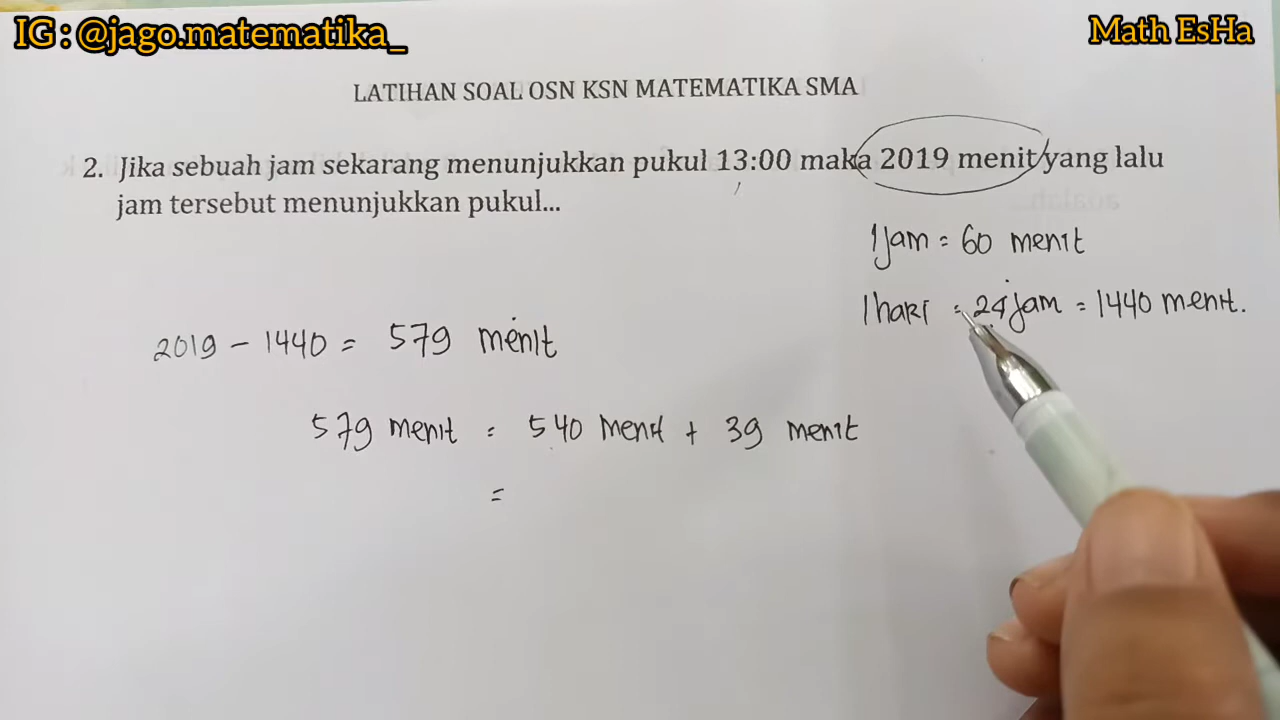 IG : @jago.matematika_
Math EsHa
LATIHAN SOAL OSN KSN MATEMATIKA SMA
2. Jika sebuah jam sekarang menunjukkan pukul 13:00 maka 2019 menit yang lalu
jam tersebut menunjukkan pukul...
1 jam = 60 menit
1 hari = 24 jam = 1440 menit.
2019 - 1440 = 579 menit
579 menit = 540 menit + 39 menit
=